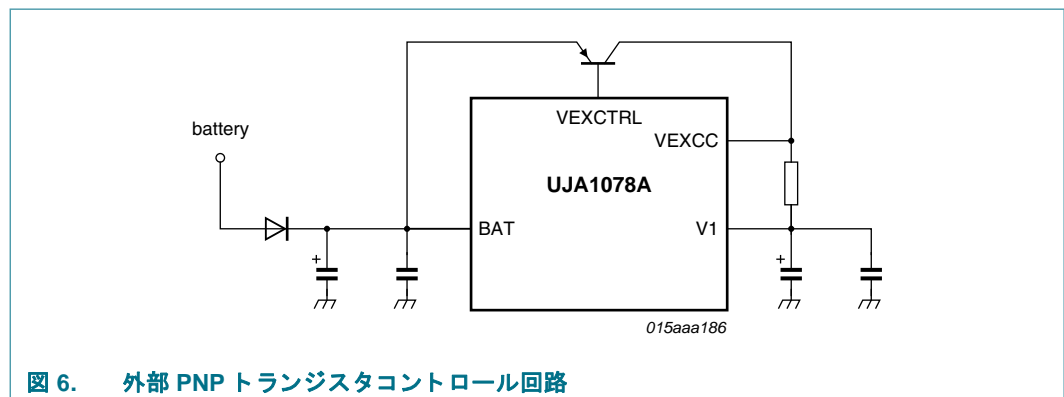 VEXCTRL
battery
VEXCC
UJA1078A
BAT
V1
+
+
015aaa186
図 6. 外部 PNP トランジスタコントロール回路